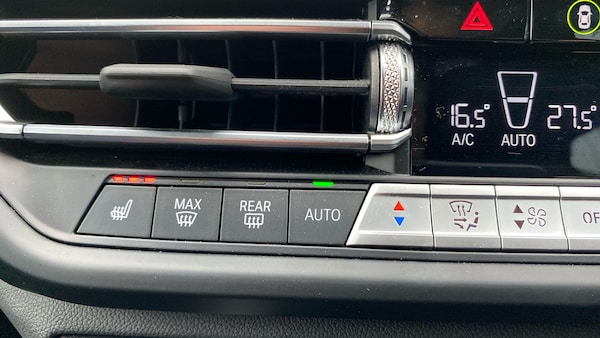 16.5°
27.5°
A/C
AUTO
MAX
REAR
AUTO
OF